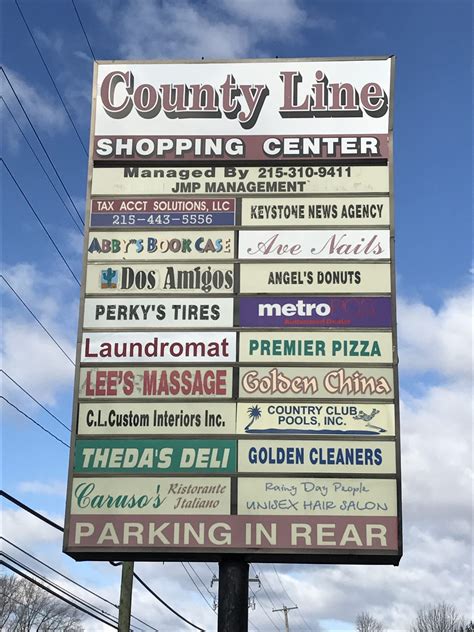 County Line
SHOPPING CENTER
Managed By 215-310-9411
JMP MANAGEMENT
TAX ACCT SOLUTIONS, LLC
215-443-5556
KEYSTONE NEWS AGENCY
ABBY'S BOOK CASE
Ave Nails
Dos Amigos
ANGEL'S DONUTS
PERKY'S TIRES
metroPCS
Laundromat
PREMIER PIZZA
LEE'S MASSAGE
Golden China
C.L. Custom Interiors Inc.
COUNTRY CLUB
POOLS, INC.
THEDA'S DELI
GOLDEN CLEANERS
Caruso's Ristorante
Italiano
Rainy Day People
UNISEX HAIR SALON
PARKING IN REAR